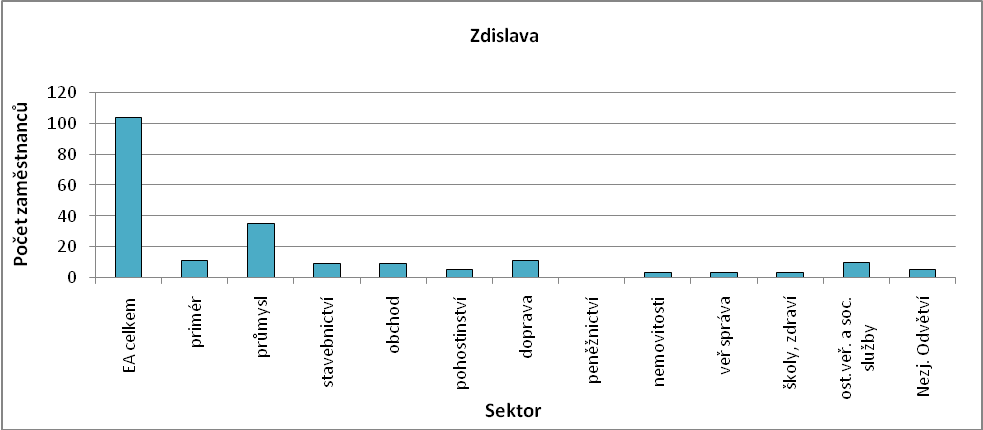 Zdislava
Počet zaměstnanců
120
100
80
60
40
20
0
EA celkem
primér
průmysl
stavebnictví
obchod
pohostinství
doprava
peněžnictví
nemovitosti
veř správa
školy, zdraví
ost.veř. a soc.
služby
Nezj. Odvětví
Sektor